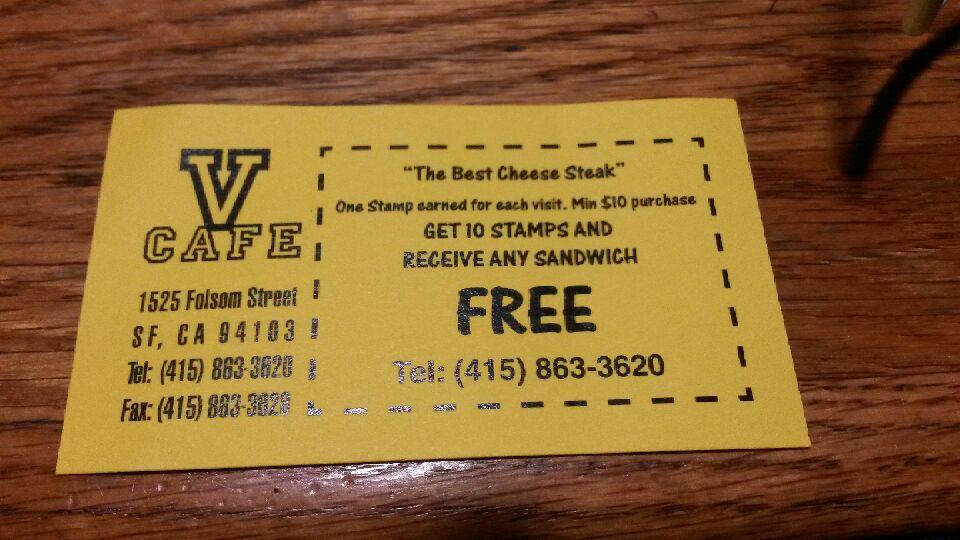 V
CAFE
1525 Folsom Street
SF, CA 94103
Tel: (415) 863-3620
Fax: (415) 863-3620
“The Best Cheese Steak”
One Stamp earned for each visit. Min $10 purchase
GET 10 STAMPS AND
RECEIVE ANY SANDWICH
FREE
Tel: (415) 863-3620